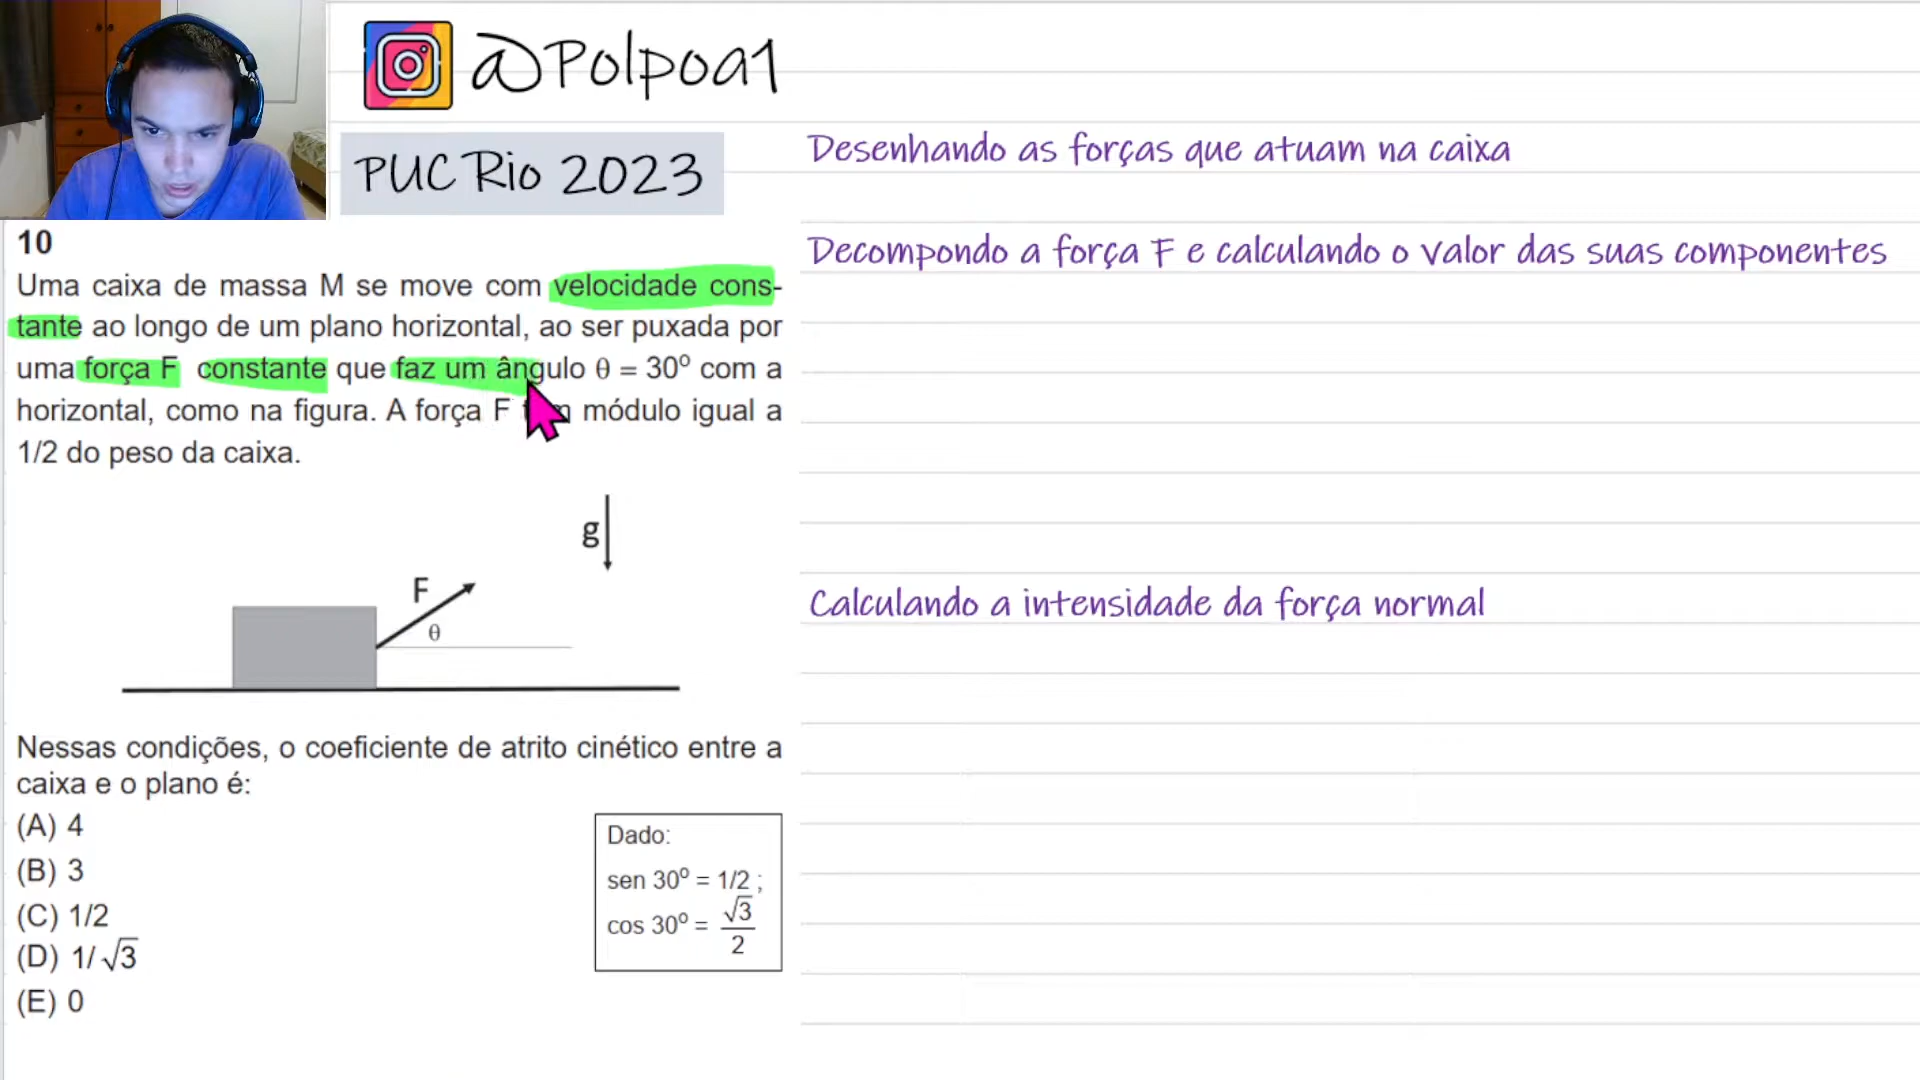 @Polpoa1
PUC Rio 2023
10
Uma caixa de massa M se move com velocidade cons-
tante ao longo de um plano horizontal, ao ser puxada por
uma força F constante que faz um ângulo θ = 30º com a
horizontal, como na figura. A força F módulo igual a
1/2 do peso da caixa.
g
F
θ
Nessas condições, o coeficiente de atrito cinético entre a
caixa e o plano é:
(A) 4
(B) 3
(C) 1/2
(D) 1/√3
(E) 0
Dado:
sen 30º = 1/2 ;
cos 30º = √3/2
Desenhando as forças que atuam na caixa
Decompondo a força F e calculando o valor das suas componentes
Calculando a intensidade da força normal